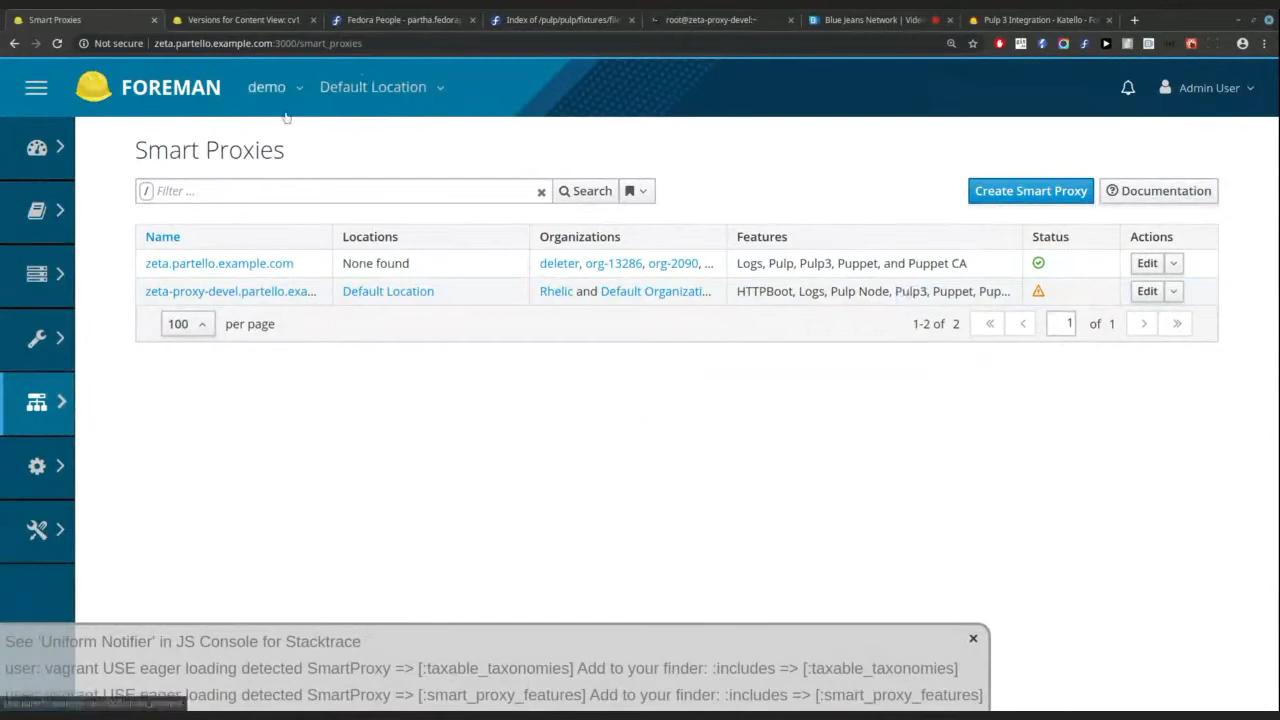 Smart Proxies
Versions for Content View: cv1
Fedora People - partha.fedora
Index of /pulp/pulp/fixtures/file
root@zeta-proxy-devel:~
Blue Jeans Network | Vide
Pulp 3 Integration - Katello - Fo
Not secure | zeta.partello.example.com:3000/smart_proxies
FOREMAN demo Default Location Admin User
Smart Proxies
/ Filter ... Search Create Smart Proxy Documentation
Name Locations Organizations Features Status Actions
zeta.partello.example.com None found deleter, org-13286, org-2090, ... Logs, Pulp, Pulp3, Puppet, and Puppet CA Edit
zeta-proxy-devel.partello.exa... Default Location Rhelic and Default Organizati... HTTPBoot, Logs, Pulp Node, Pulp3, Puppet, Pup... Edit
100 per page 1-2 of 2 « < 1 of 1 > »
See 'Uniform Notifier' in JS Console for Stacktrace
user: vagrant USE eager loading detected SmartProxy => [:taxable_taxonomies] Add to your finder: :includes => [:taxable_taxonomies]
user: vagrant USE eager loading detected SmartProxy => [:smart_proxy_features] Add to your finder: :includes => [:smart_proxy_features]